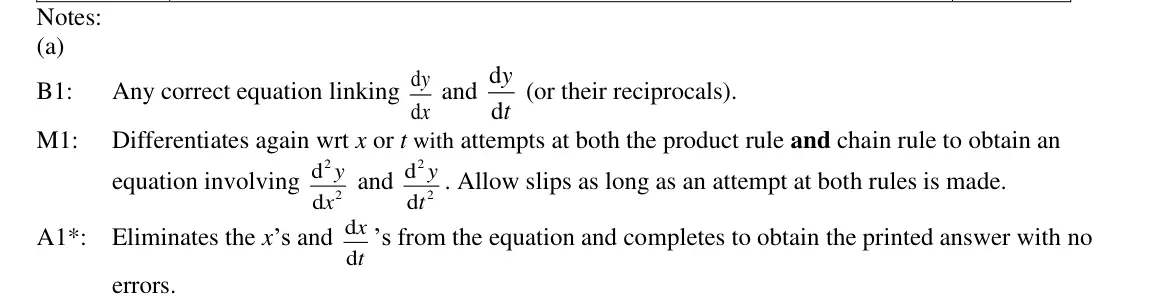 Notes:
(a)
B1: Any correct equation linking dy/dx and dy/dt (or their reciprocals).
M1: Differentiates again wrt x or t with attempts at both the product rule and chain rule to obtain an
equation involving d²y/dx² and d²y/dt². Allow slips as long as an attempt at both rules is made.
A1*: Eliminates the x's and dx/dt's from the equation and completes to obtain the printed answer with no
errors.